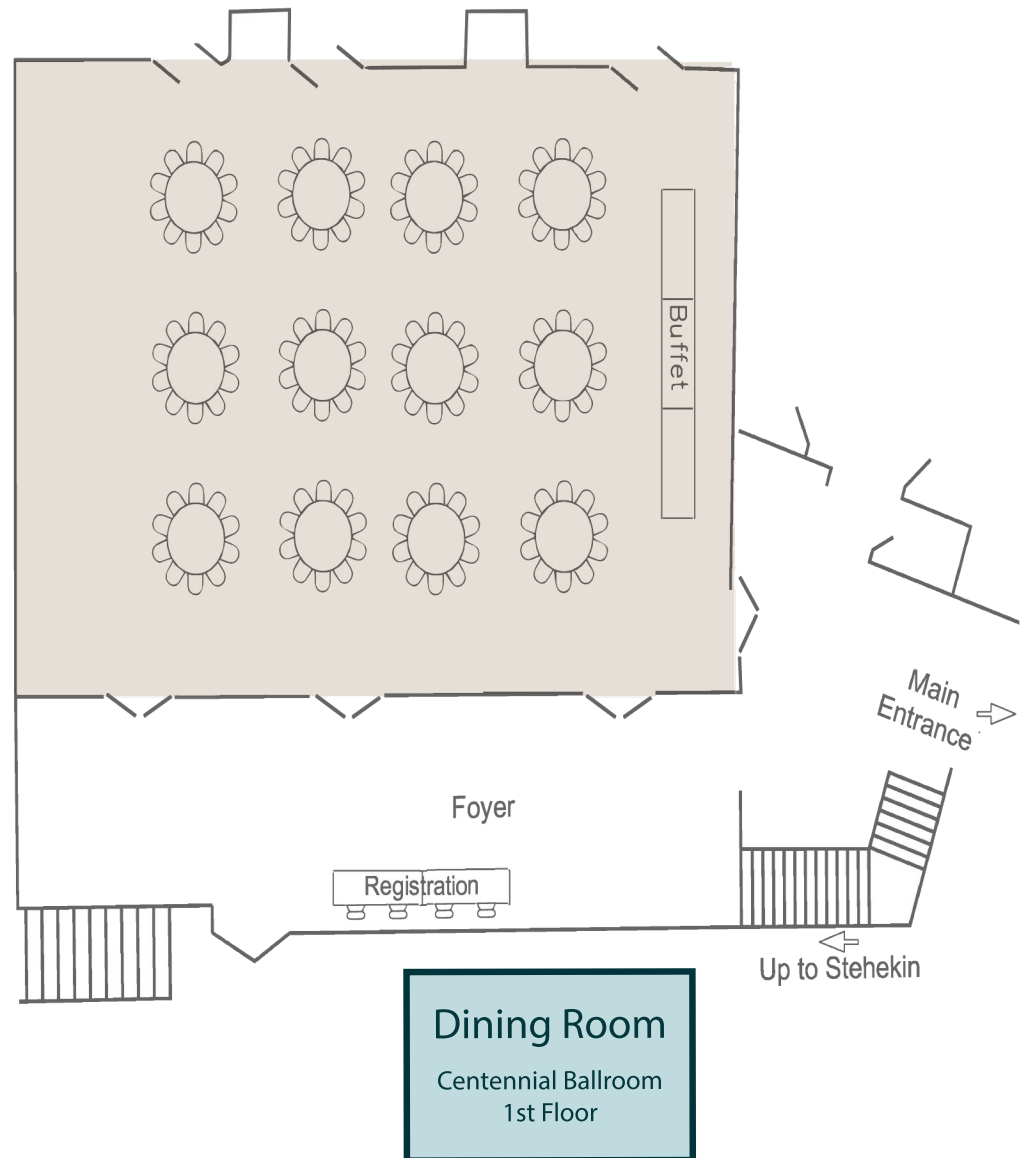 Buffet
Main
Entrance
Foyer
Registration
Up to Stehekin
Dining Room
Centennial Ballroom
1st Floor